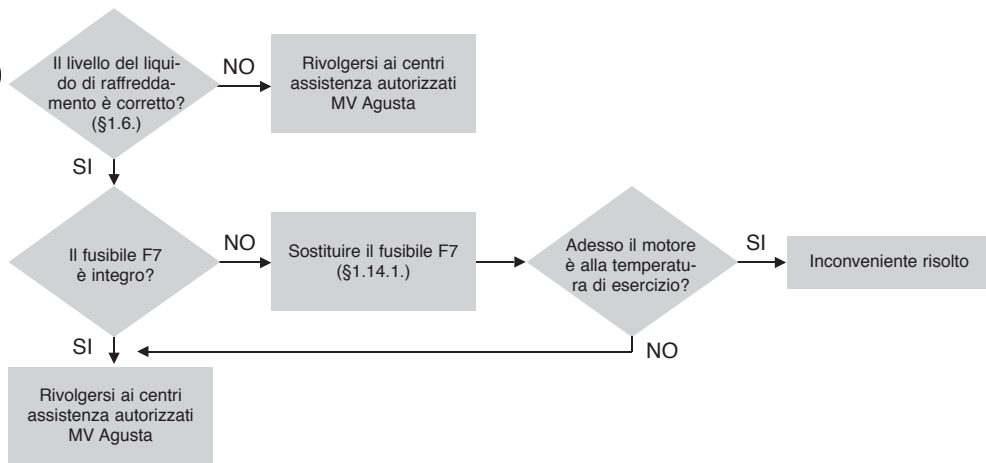 )
Il livello del liqui-
do di raffredda-
mento è corretto?
(§1.6.)
NO
Rivolgersi ai centri
assistenza autorizzati
MV Agusta
SI
Il fusibile F7
è integro?
NO
Sostituire il fusibile F7
(§1.14.1.)
Adesso il motore
è alla temperatu-
ra di esercizio?
SI
Inconveniente risolto
SI
NO
Rivolgersi ai centri
assistenza autorizzati
MV Agusta